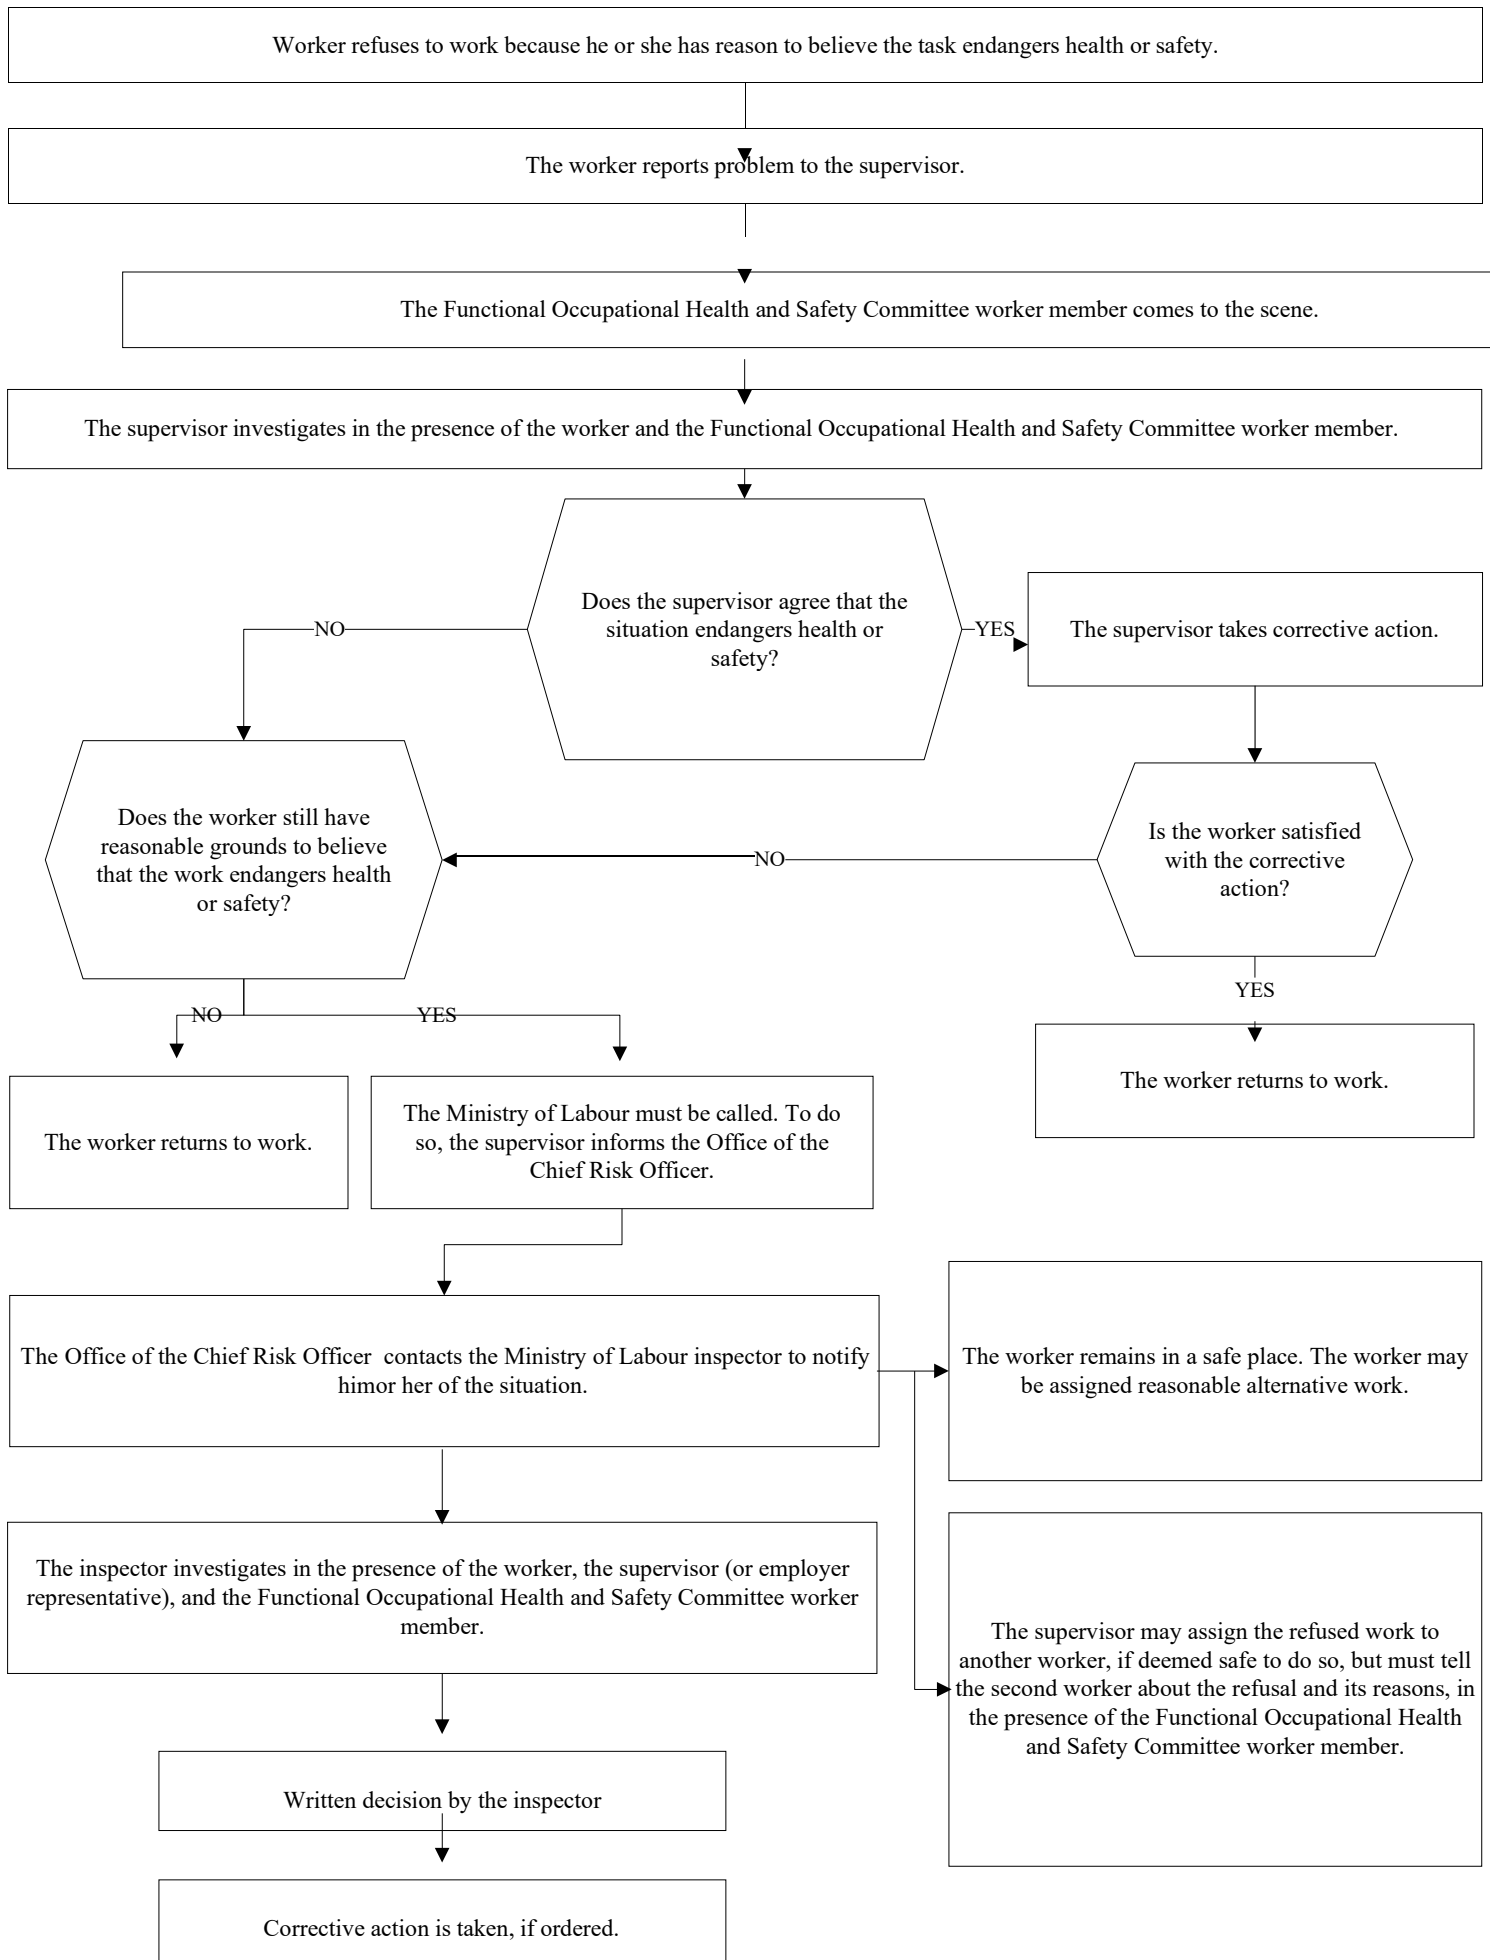 Worker refuses to work because he or she has reason to believe the task endangers health or safety.
The worker reports problem to the supervisor.
The Functional Occupational Health and Safety Committee worker member comes to the scene.
The supervisor investigates in the presence of the worker and the Functional Occupational Health and Safety Committee worker member.
Does the supervisor agree that the
situation endangers health or
safety?
NO
YES
The supervisor takes corrective action.
Does the worker still have
reasonable grounds to believe
that the work endangers health
or safety?
NO
Is the worker satisfied
with the corrective
action?
YES
The worker returns to work.
NO
YES
The worker returns to work.
The Ministry of Labour must be called. To do
so, the supervisor informs the Office of the
Chief Risk Officer.
The Office of the Chief Risk Officer  contacts the Ministry of Labour inspector to notify
himor her of the situation.
The worker remains in a safe place. The worker may
be assigned reasonable alternative work.
The inspector investigates in the presence of the worker, the supervisor (or employer
representative), and the Functional Occupational Health and Safety Committee worker
member.
The supervisor may assign the refused work to
another worker, if deemed safe to do so, but must tell
the second worker about the refusal and its reasons, in
the presence of the Functional Occupational Health
and Safety Committee worker member.
Written decision by the inspector
Corrective action is taken, if ordered.